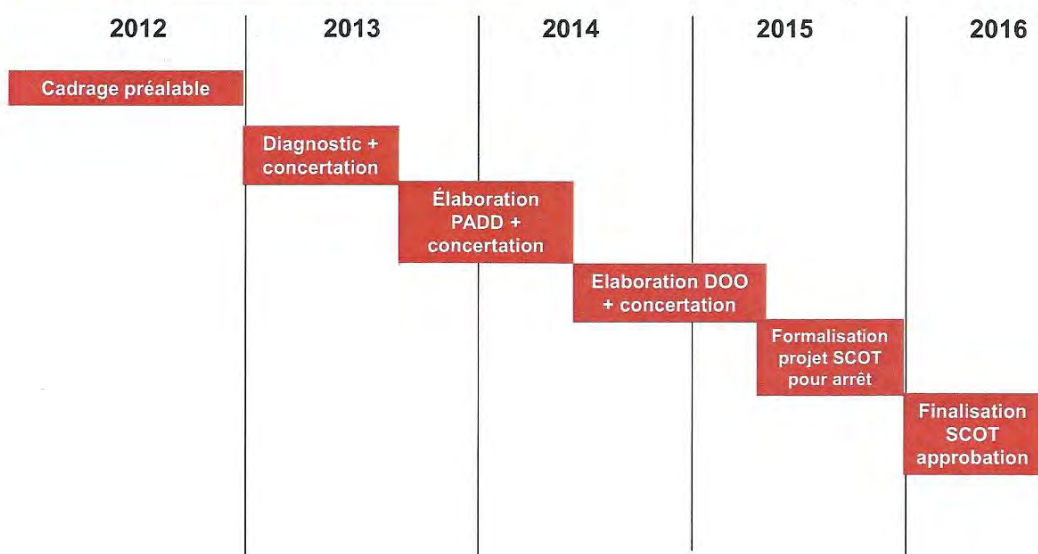 2012 2013 2014 2015 2016
Cadrage préalable
Diagnostic +
concertation
Élaboration
PADD +
concertation
Elaboration DOO
+ concertation
Formalisation
projet SCOT
pour arrêt
Finalisation
SCOT
approbation